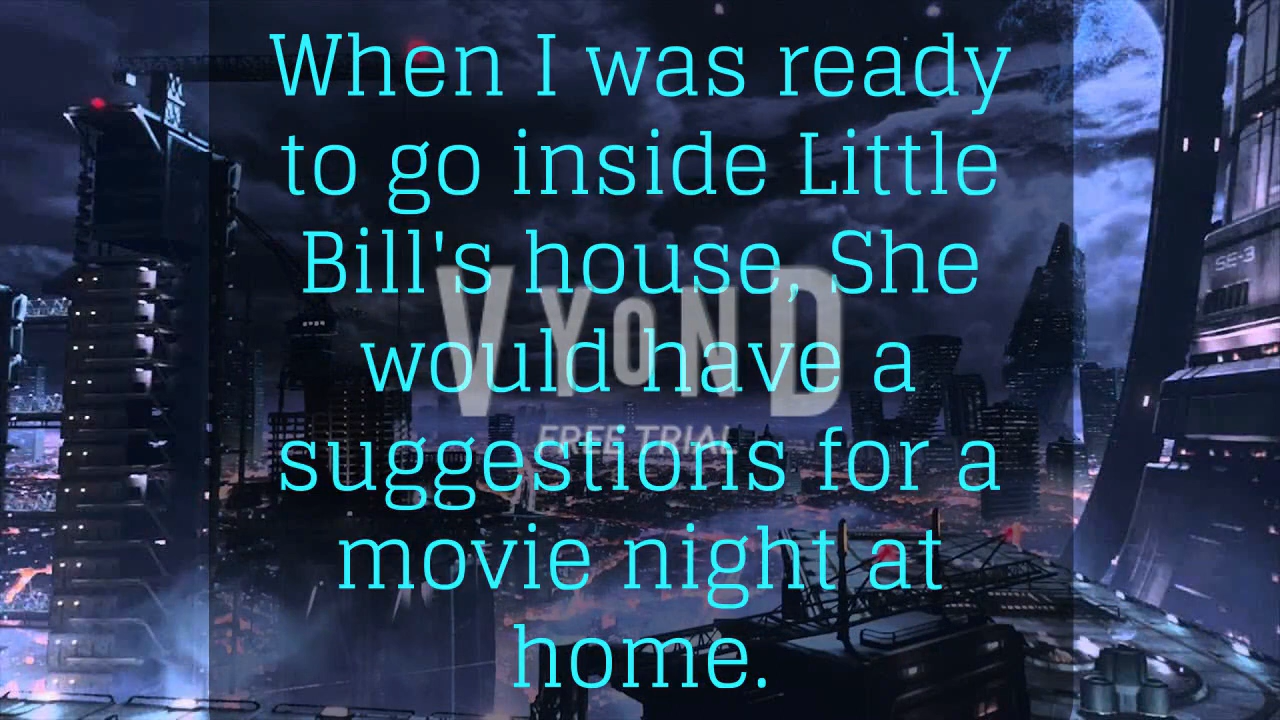 When I was ready
to go inside Little
Bill's house, She
would have a
suggestions for a
movie night at
home.
VYOND
FREE TRIAL
SE-3